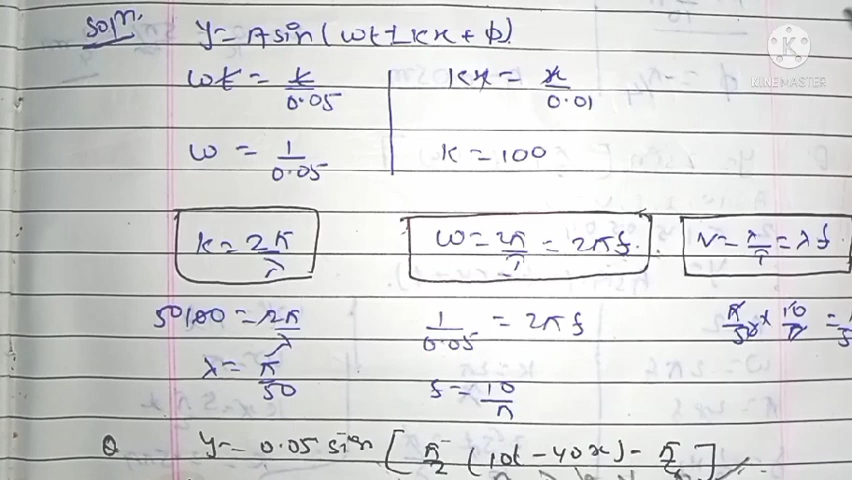 Soln. y = A sin (ωt ± kx + ϕ)
K
KINEMASTER
ωt = t/0.05 | kx = x/0.01
ω = 1/0.05 | k = 100
k = 2π/λ ω = 2π/T = 2πf. v = λ/T = λf.
50 100 = 2π/λ 1/0.05 = 2πf π/50 × 10/π =
λ = π/50 f = 10/π
Q y = 0.05 sin [π/2 (10t - 40x) -